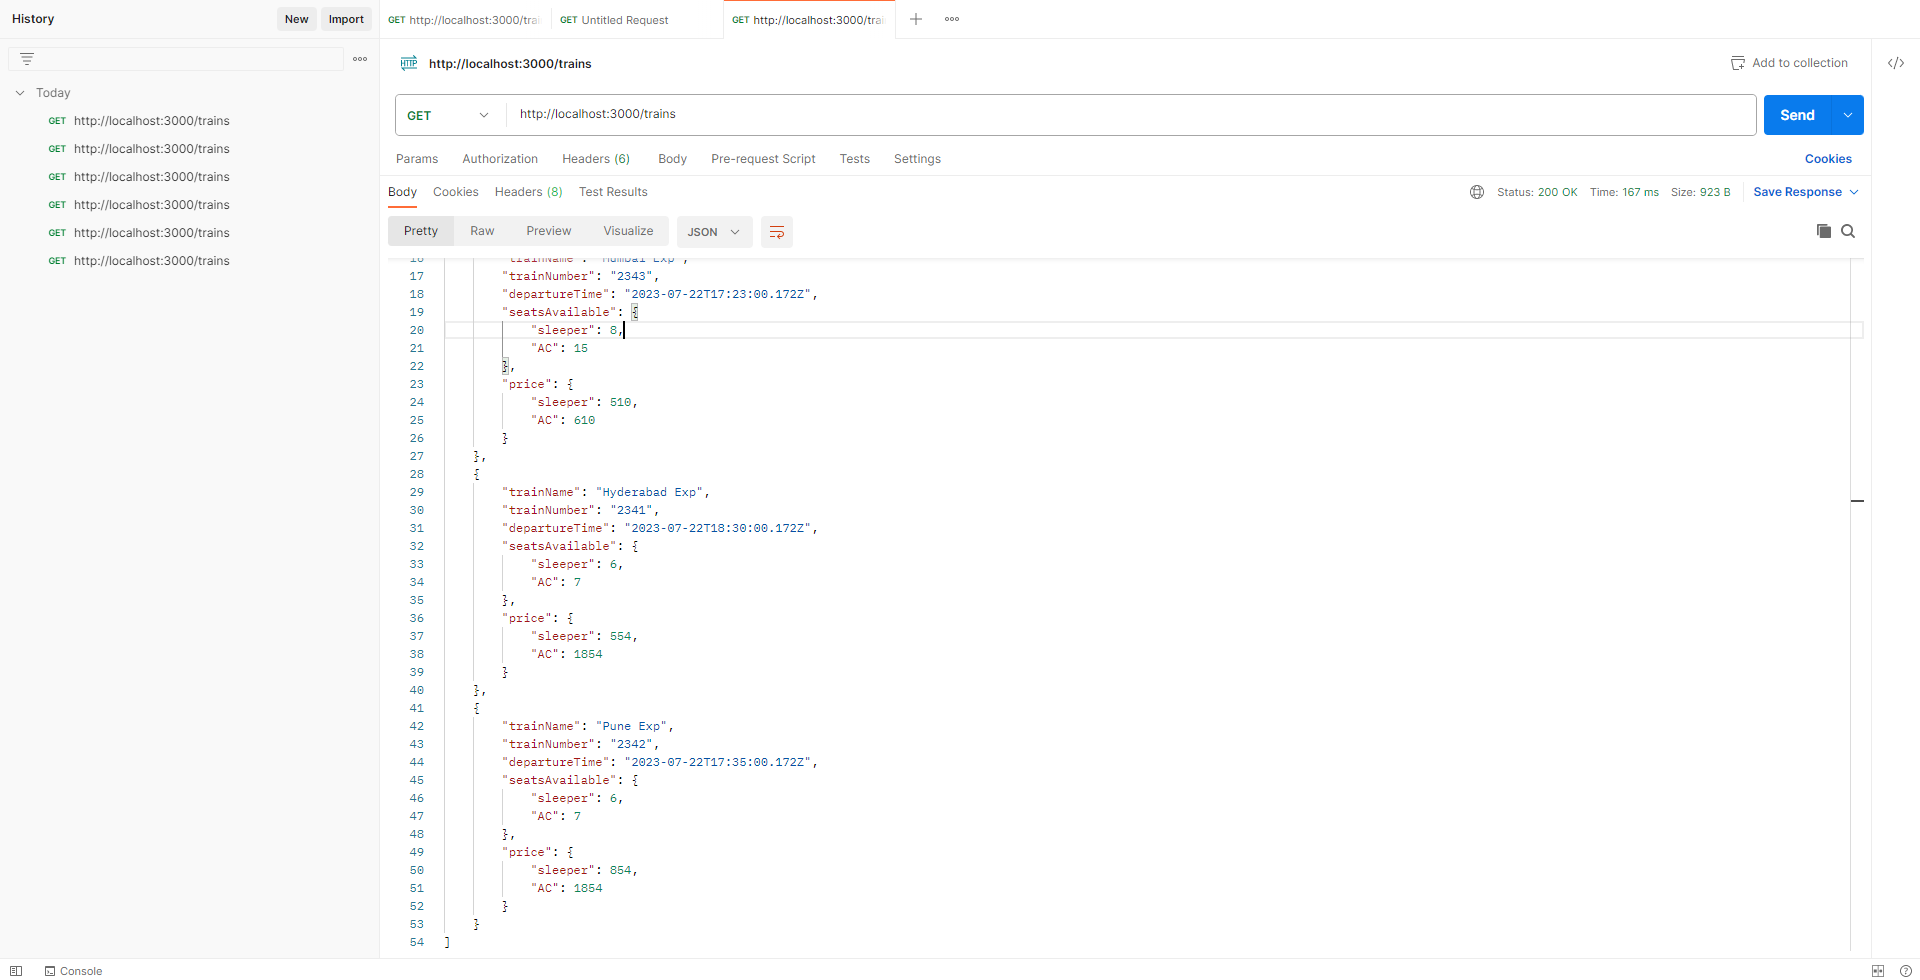 History
New
Import
GET http://localhost:3000/trai
GET Untitled Request
GET http://localhost:3000/trai
Today
GET http://localhost:3000/trains
GET http://localhost:3000/trains
GET http://localhost:3000/trains
GET http://localhost:3000/trains
GET http://localhost:3000/trains
GET http://localhost:3000/trains
HTTP http://localhost:3000/trains
Add to collection
GET http://localhost:3000/trains
Send
Params Authorization Headers (6) Body Pre-request Script Tests Settings
Cookies
Body Cookies Headers (8) Test Results
Status: 200 OK Time: 167 ms Size: 923 B
Save Response
Pretty Raw Preview Visualize JSON
16 "trainName": "Mumbai Exp",
17 "trainNumber": "2343",
18 "departureTime": "2023-07-22T17:23:00.172Z",
19 "seatsAvailable": {
20 "sleeper": 8,
21 "AC": 15
22 },
23 "price": {
24 "sleeper": 510,
25 "AC": 610
26 }
27 },
28 {
29 "trainName": "Hyderabad Exp",
30 "trainNumber": "2341",
31 "departureTime": "2023-07-22T18:30:00.172Z",
32 "seatsAvailable": {
33 "sleeper": 6,
34 "AC": 7
35 },
36 "price": {
37 "sleeper": 554,
38 "AC": 1854
39 }
40 },
41 {
42 "trainName": "Pune Exp",
43 "trainNumber": "2342",
44 "departureTime": "2023-07-22T17:35:00.172Z",
45 "seatsAvailable": {
46 "sleeper": 6,
47 "AC": 7
48 },
49 "price": {
50 "sleeper": 854,
51 "AC": 1854
52 }
53 }
54 ]
Console